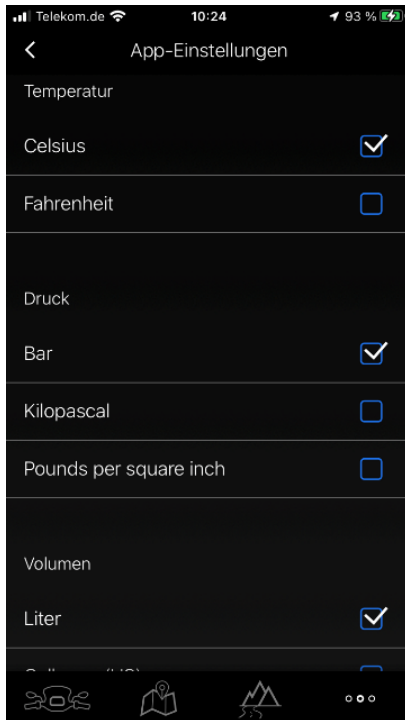 Telekom.de 10:24 93 %
App-Einstellungen
Temperatur
Celsius
Fahrenheit
Druck
Bar
Kilopascal
Pounds per square inch
Volumen
Liter